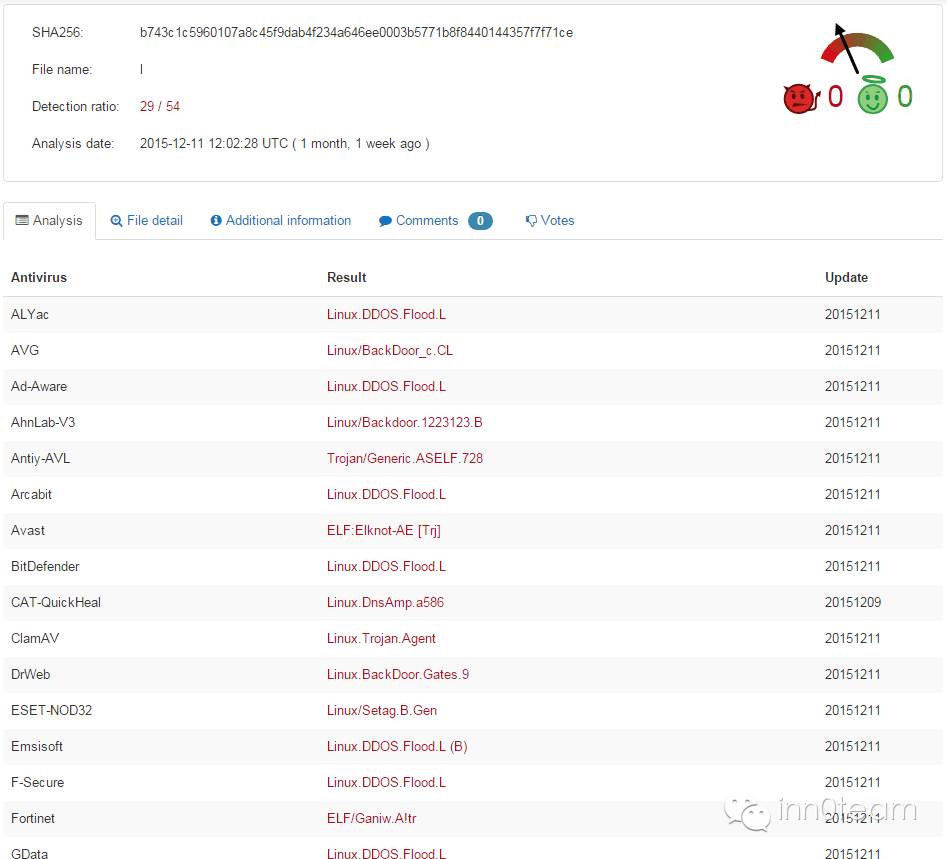 SHA256: b743c1c5960107a8c45f9dab4f234a646ee0003b5771b8f8440144357f7f71ce
File name: l
Detection ratio: 29 / 54
Analysis date: 2015-12-11 12:02:28 UTC ( 1 month, 1 week ago )
0 0
Analysis File detail Additional information Comments 0 Votes
Antivirus Result Update
ALYac Linux.DDOS.Flood.L 20151211
AVG Linux/BackDoor_c.CL 20151211
Ad-Aware Linux.DDOS.Flood.L 20151211
AhnLab-V3 Linux/Backdoor.1223123.B 20151211
Antiy-AVL Trojan/Generic.ASELF.728 20151211
Arcabit Linux.DDOS.Flood.L 20151211
Avast ELF:Elknot-AE [Trj] 20151211
BitDefender Linux.DDOS.Flood.L 20151211
CAT-QuickHeal Linux.DnsAmp.a586 20151209
ClamAV Linux.Trojan.Agent 20151211
DrWeb Linux.BackDoor.Gates.9 20151211
ESET-NOD32 Linux/Setag.B.Gen 20151211
Emsisoft Linux.DDOS.Flood.L (B) 20151211
F-Secure Linux.DDOS.Flood.L 20151211
Fortinet ELF/Ganiw.A!tr 20151211
inn0team
GData Linux.DDOS.Flood.L 20151211